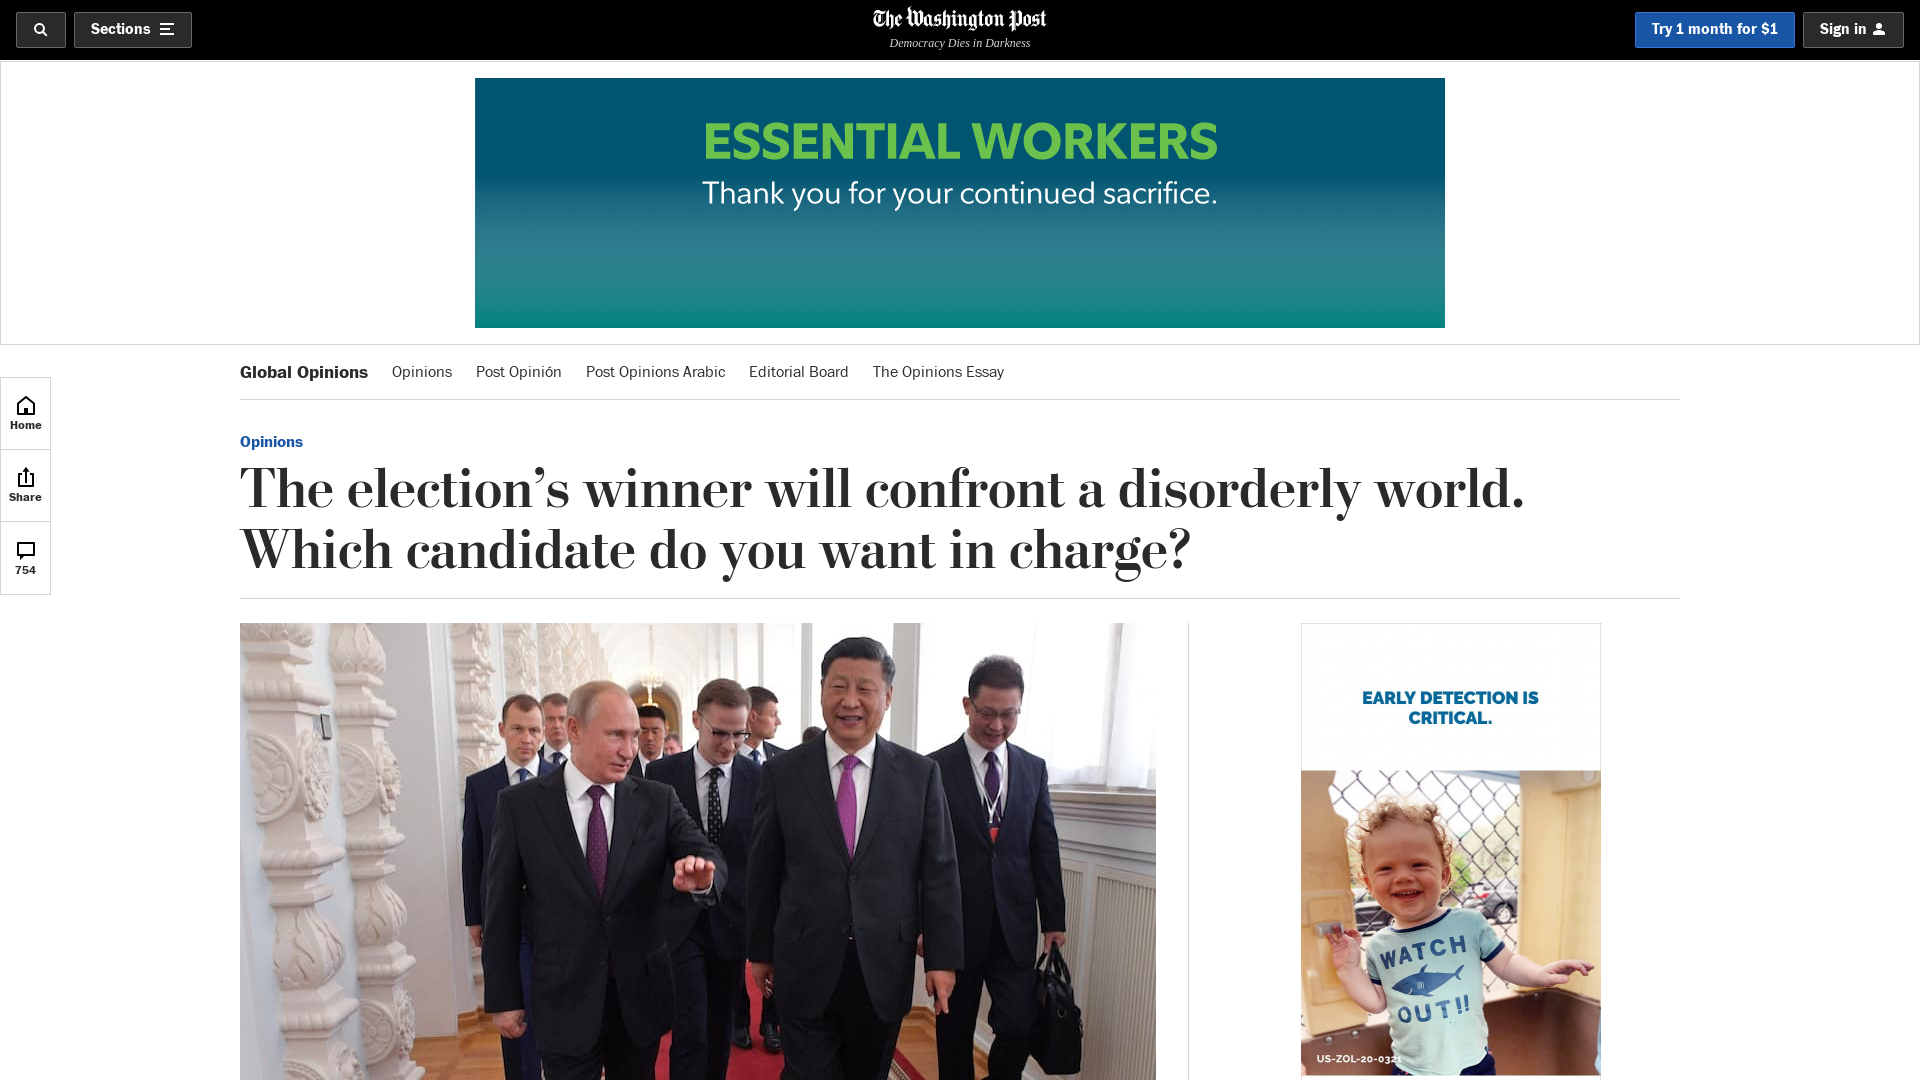 Sections
The Washington Post
Democracy Dies in Darkness
Try 1 month for $1
Sign in
ESSENTIAL WORKERS
Thank you for your continued sacrifice.
Global Opinions
Opinions
Post Opinión
Post Opinions Arabic
Editorial Board
The Opinions Essay
Home
Share
754
Opinions
The election’s winner will confront a disorderly world.
Which candidate do you want in charge?
EARLY DETECTION IS
CRITICAL.
WATCH
OUT!!
US-ZOL-20-0321